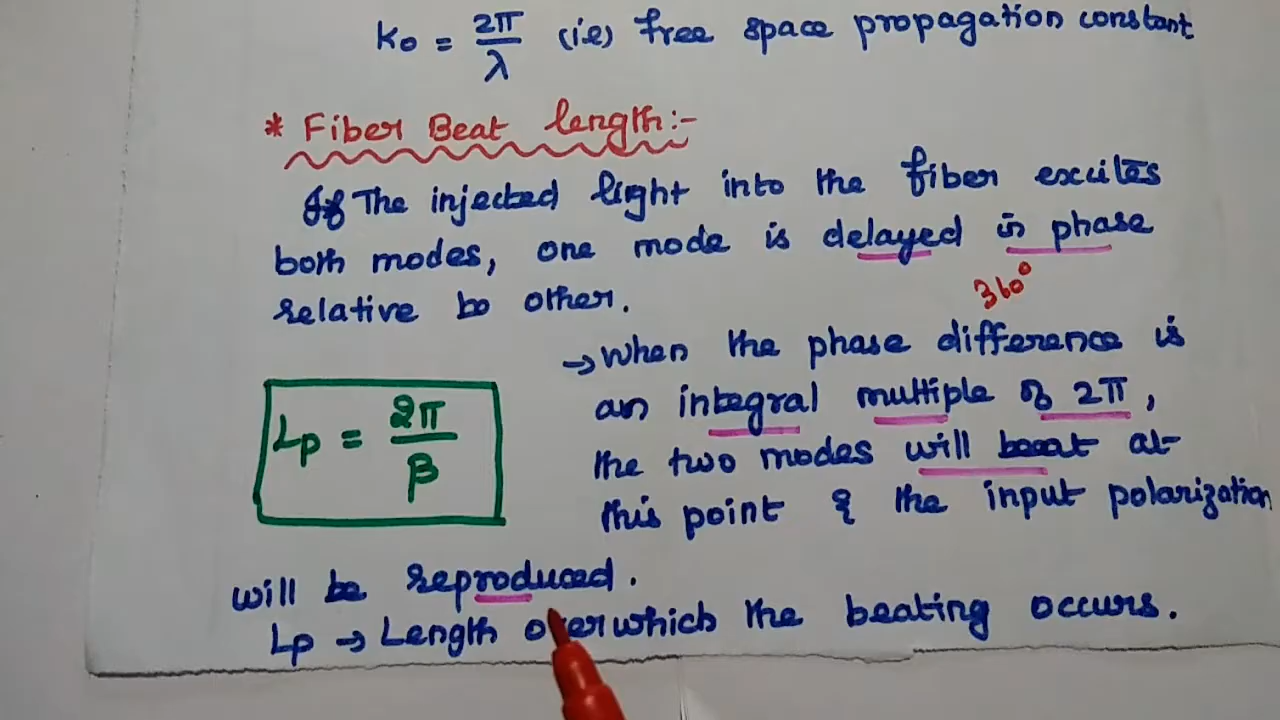 K₀ = 2π/λ (ie) free space propagation constant
* Fiber Beat length:-
If The injected light into the fiber excites
both modes, one mode is delayed in phase
relative to other.
360°
→ When the phase difference is
an integral multiple of 2π,
the two modes will beat at
this point & the input polarization
Lp = 2π/β
will be reproduced.
Lp → Length over which the beating occurs.